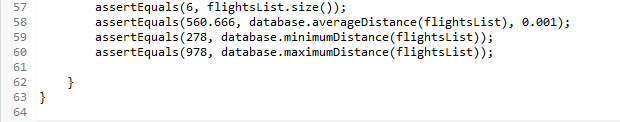 57 assertEquals(6, flightsList.size());
58 assertEquals(560.666, database.averageDistance(flightsList), 0.001);
59 assertEquals(278, database.minimumDistance(flightsList));
60 assertEquals(978, database.maximumDistance(flightsList));
61
62 }
63 }
64